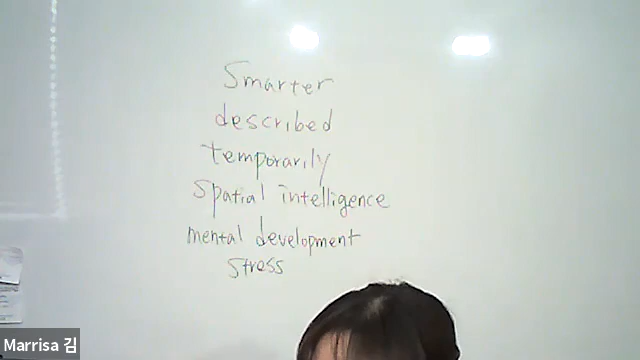 Smarter
described
temporarily
spatial intelligence
mental development
stress
Marrisa 김